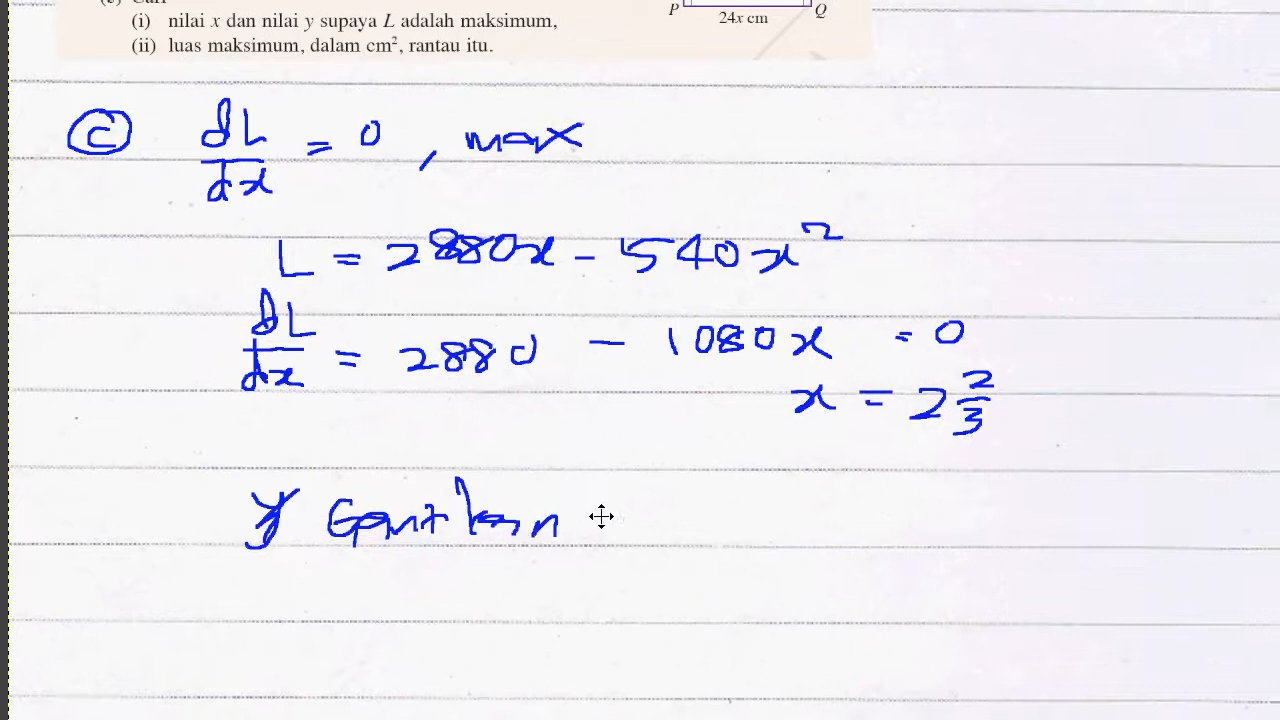 (i) nilai x dan nilai y supaya L adalah maksimum,
(ii) luas maksimum, dalam cm², rantau itu.
P
24x cm
Q
c dL/dx = 0 , max
L = 2880x - 540x²
dL/dx = 2880 - 1080x = 0
x = 2 2/3
y Gantikan